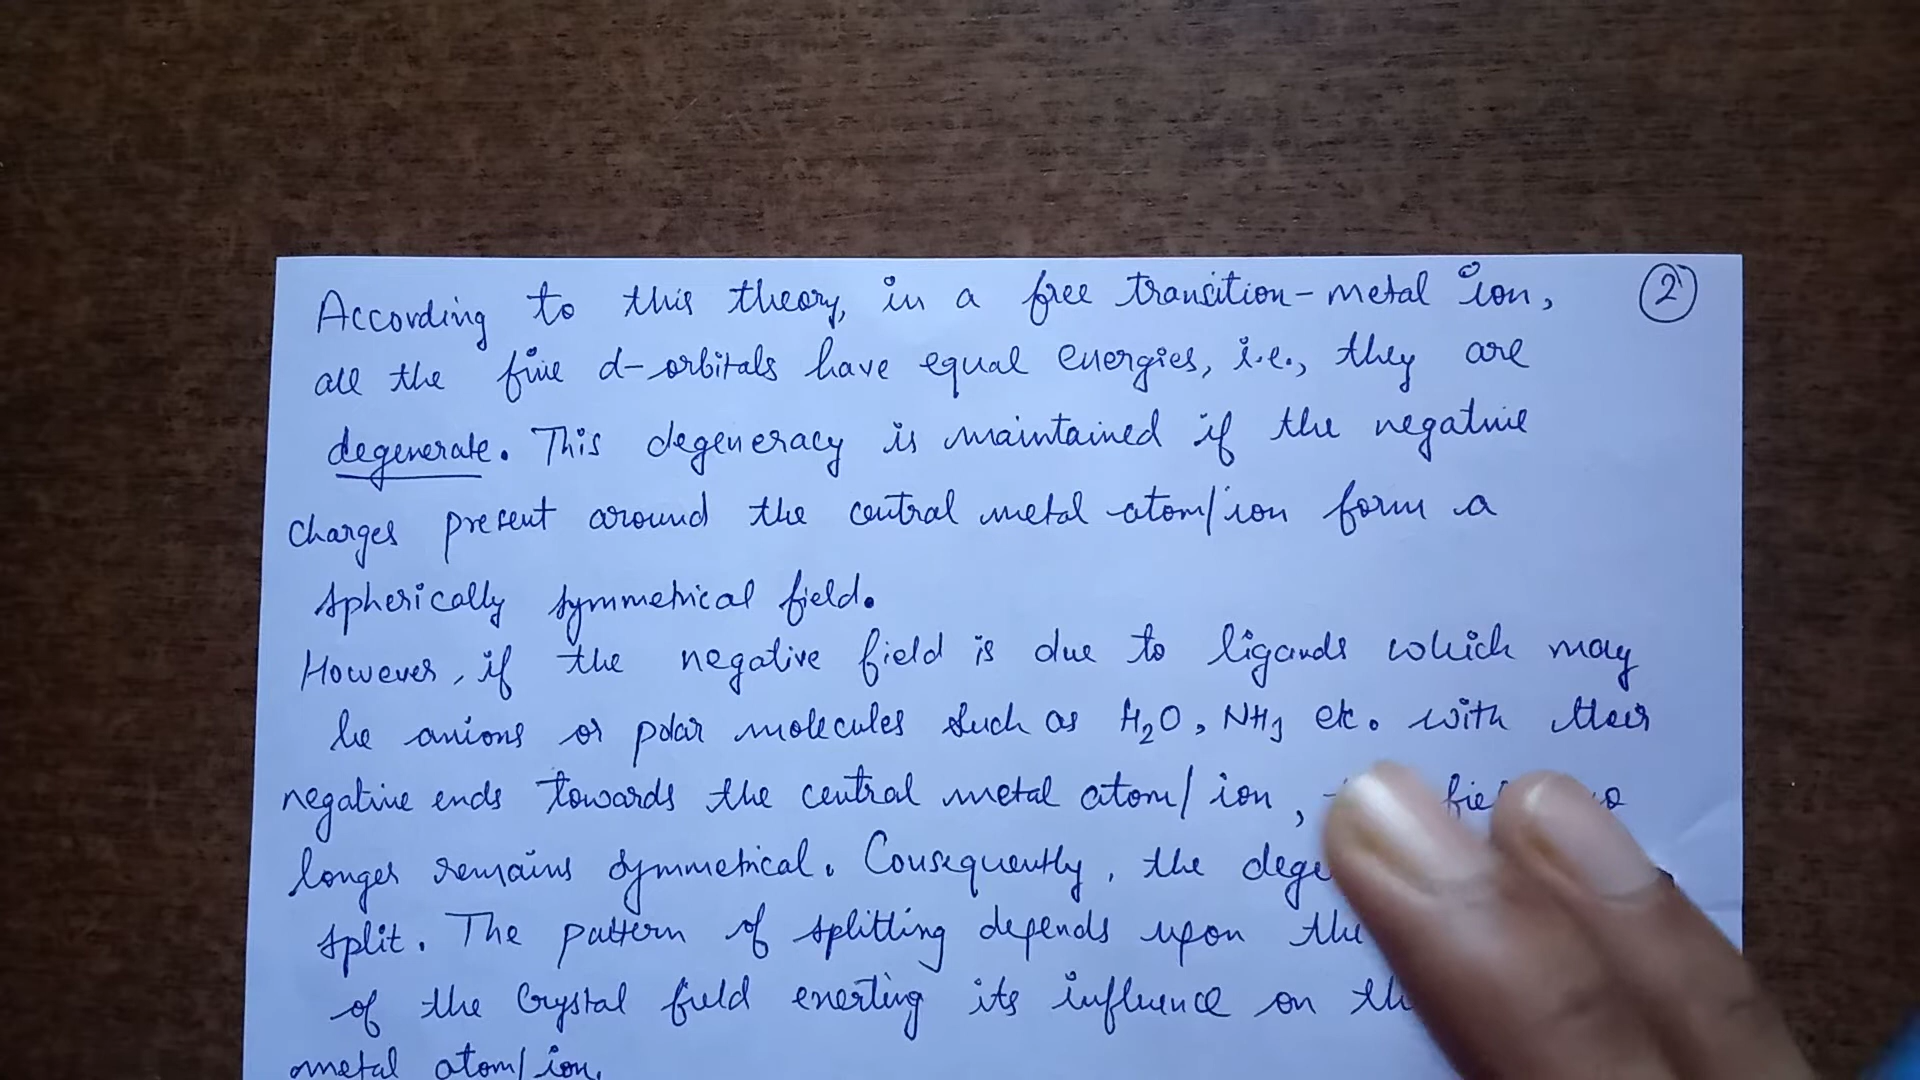 According to this theory, in a free transition-metal ion,
②
all the five d-orbitals have equal energies, i.e., they are
degenerate. This degeneracy is maintained if the negative
charges present around the central metal atom/ion form a
spherically symmetrical field.
However, if the negative field is due to ligands which may
be anions or polar molecules such as H₂O, NH₃ etc. with their
negative ends towards the central metal atom/ion,
longer remains symmetrical. Consequently, the
split. The pattern of splitting depends upon the
of the Crystal field exerting its influence on
metal atom/ion.